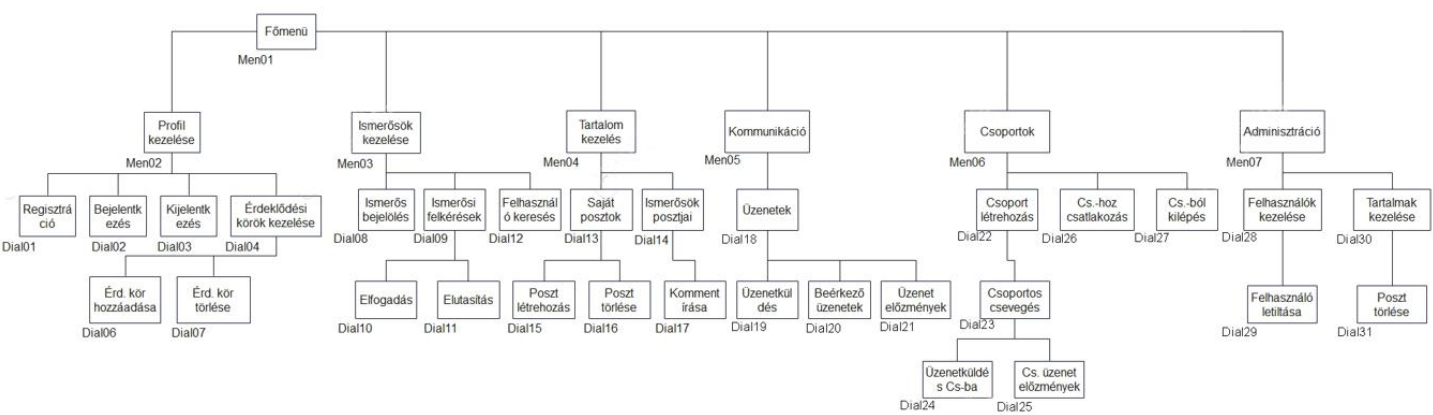 Főmenü
Men01
Profil
kezelése
Men02
Ismerősök
kezelése
Men03
Tartalom
kezelés
Men04
Kommunikáció
Men05
Csoportok
Men06
Adminisztráció
Men07
Regisztrá
ció
Dial01
Bejelentk
ezés
Dial02
Kijelentk
ezés
Dial03
Érdeklődési
körök kezelése
Dial04
Ismerős
bejelölés
Dial08
Ismerősi
felkérések
Dial09
Felhasznál
ó keresés
Dial12
Saját
posztok
Dial13
Ismerősök
posztjai
Dial14
Üzenetek
Dial18
Csoport
létrehozás
Dial22
Cs.-hoz
csatlakozás
Dial26
Cs.-ból
kilépés
Dial27
Felhasználók
kezelése
Dial28
Tartalmak
kezelése
Dial30
Érd. kör
hozzáadása
Dial06
Érd. kör
törlése
Dial07
Elfogadás
Dial10
Elutasítás
Dial11
Poszt
létrehozás
Dial15
Poszt
törlése
Dial16
Komment
írása
Dial17
Üzenetkül
dés
Dial19
Beérkező
üzenetek
Dial20
Üzenet
előzmények
Dial21
Csoportos
csevegés
Dial23
Felhasználó
letiltása
Dial29
Poszt
törlése
Dial31
Üzenetküldé
s Cs-ba
Dial24
Cs. üzenet
előzmények
Dial25